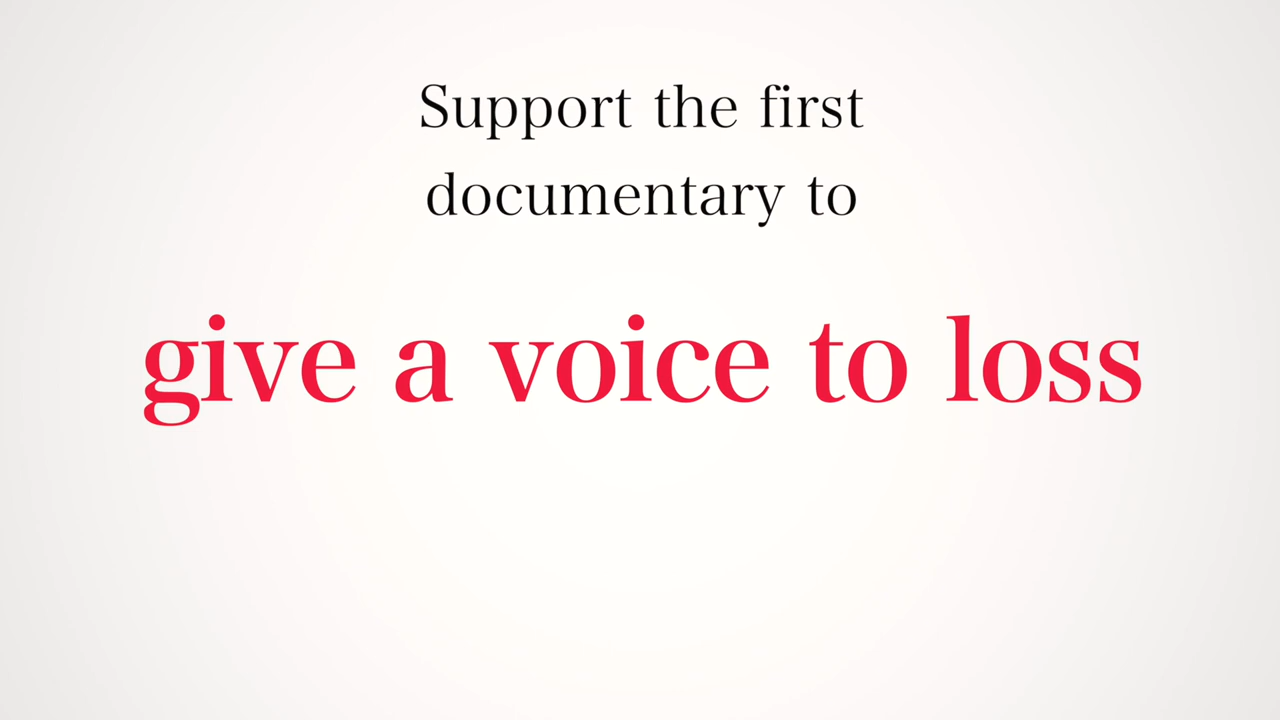 Support the first
documentary to
give a voice to loss